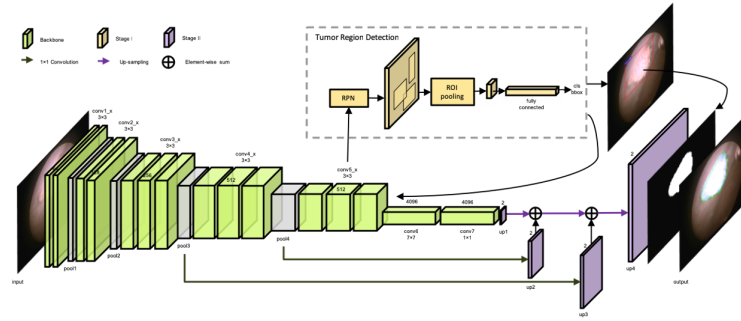 Backbone
Stage I
Stage II
1×1 Convolution
Up-sampling
Element-wise sum
Tumor Region Detection
RPN
ROI
pooling
fully
connected
cls
bbox
conv1_x
3×3
conv2_x
3×3
conv3_x
3×3
conv4_x
3×3
conv5_x
3×3
512
512
4096
4096
2
2
2
2
input
pool1
pool2
pool3
pool4
conv6
7×7
conv7
1×1
up1
up2
up3
up4
output